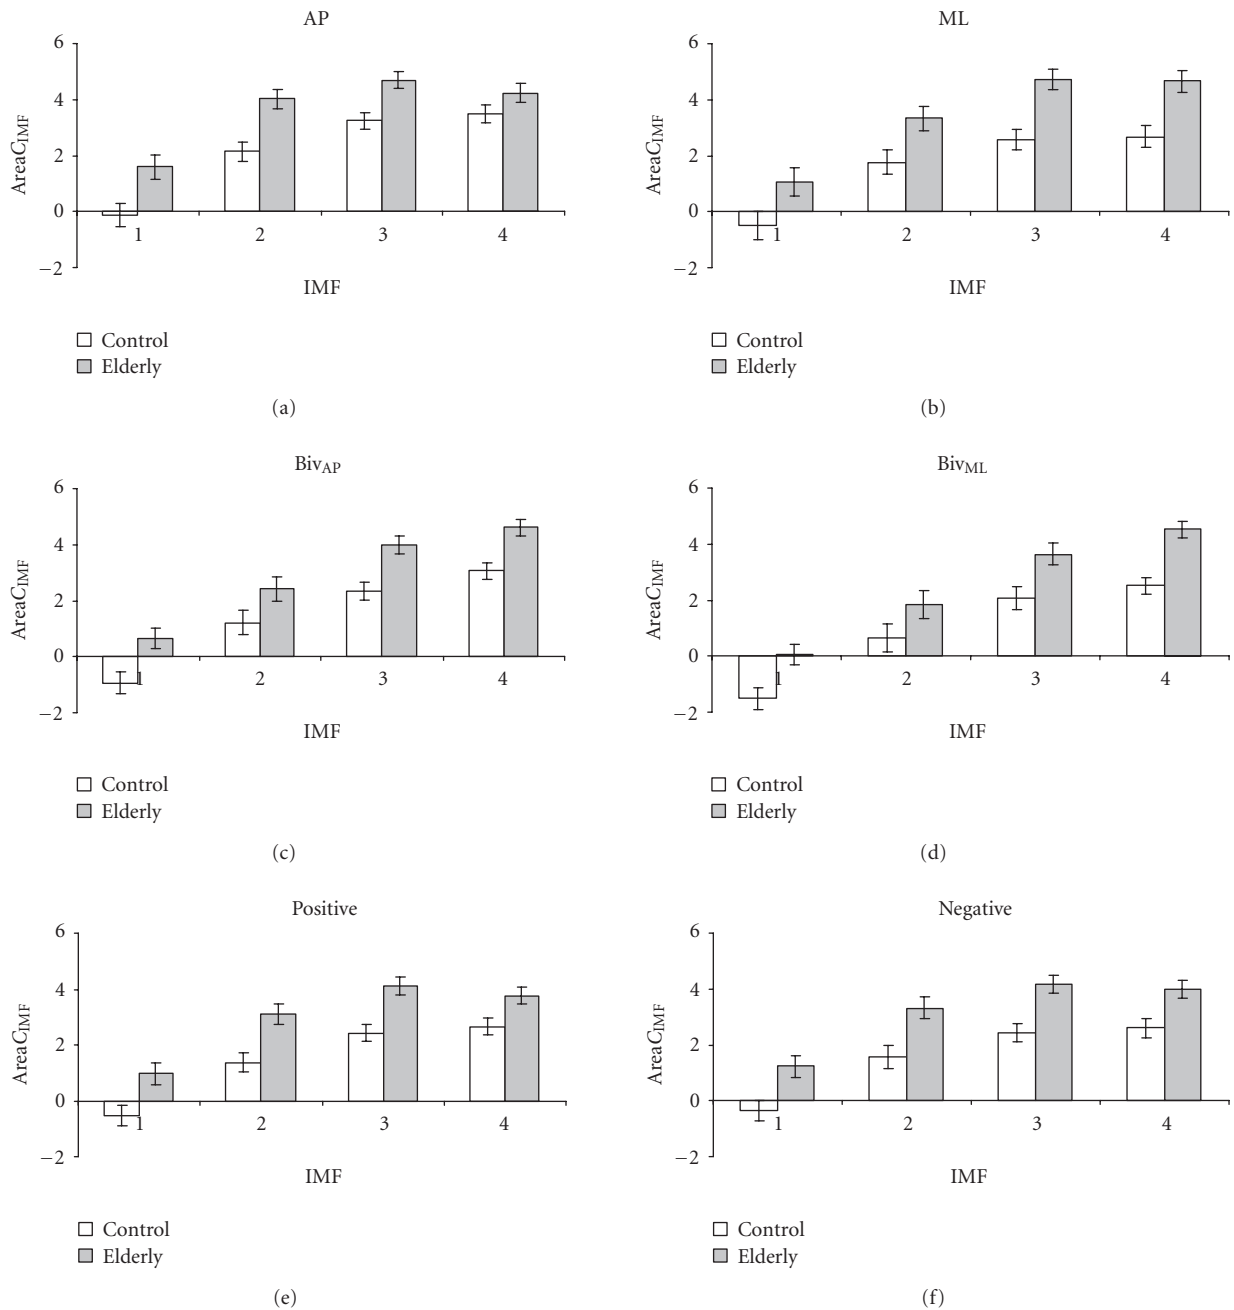 AP
6
4
2
0
−2
AreaC_IMF
1 2 3 4
IMF
Control
Elderly
(a)
ML
6
4
2
0
−2
AreaC_IMF
1 2 3 4
IMF
Control
Elderly
(b)
Biv_AP
6
4
2
0
−2
AreaC_IMF
1 2 3 4
IMF
Control
Elderly
(c)
Biv_ML
6
4
2
0
−2
AreaC_IMF
1 2 3 4
IMF
Control
Elderly
(d)
Positive
6
4
2
0
−2
AreaC_IMF
1 2 3 4
IMF
Control
Elderly
(e)
Negative
6
4
2
0
−2
AreaC_IMF
1 2 3 4
IMF
Control
Elderly
(f)